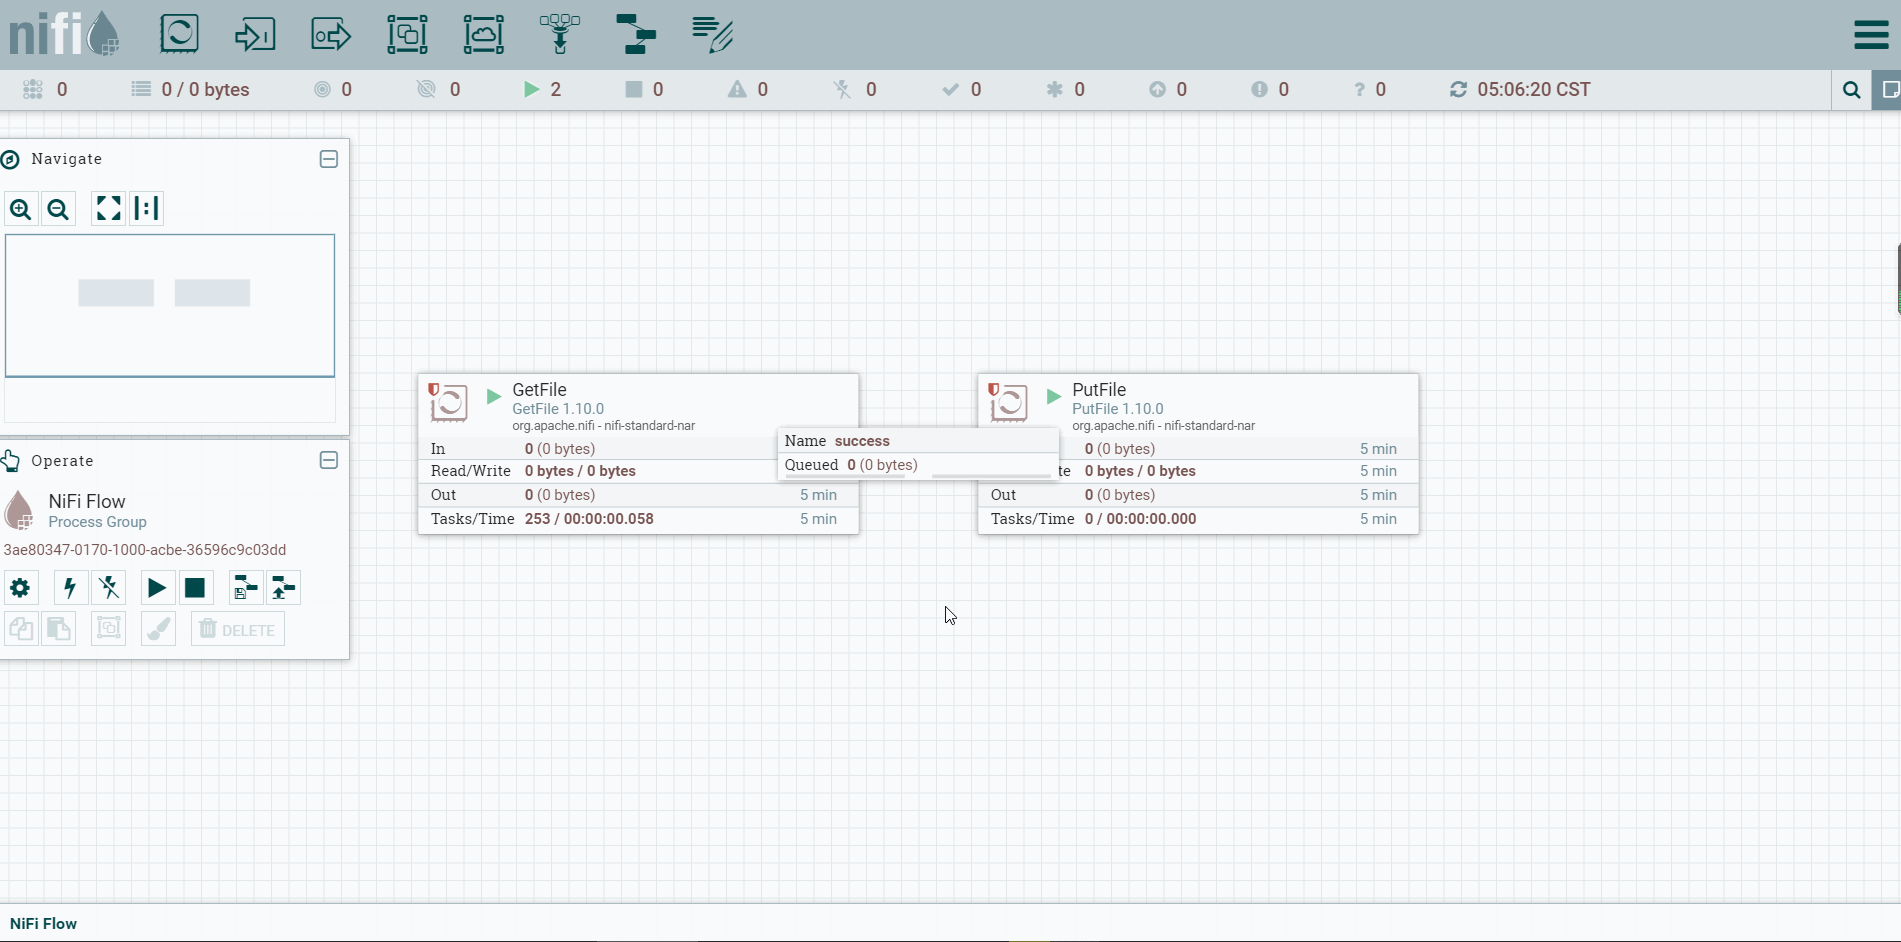 nifi
0
0 / 0 bytes
0
0
2
0
0
0
0
0
0
0
? 0
05:06:20 CST
Navigate
Operate
NiFi Flow
Process Group
3ae80347-0170-1000-acbe-36596c9c03dd
DELETE
GetFile
GetFile 1.10.0
org.apache.nifi - nifi-standard-nar
In 0 (0 bytes)
Read/Write 0 bytes / 0 bytes
Out 0 (0 bytes) 5 min
Tasks/Time 253 / 00:00:00.058 5 min
Name success
Queued 0 (0 bytes)
PutFile
PutFile 1.10.0
org.apache.nifi - nifi-standard-nar
0 (0 bytes) 5 min
te 0 bytes / 0 bytes 5 min
Out 0 (0 bytes) 5 min
Tasks/Time 0 / 00:00:00.000 5 min
NiFi Flow